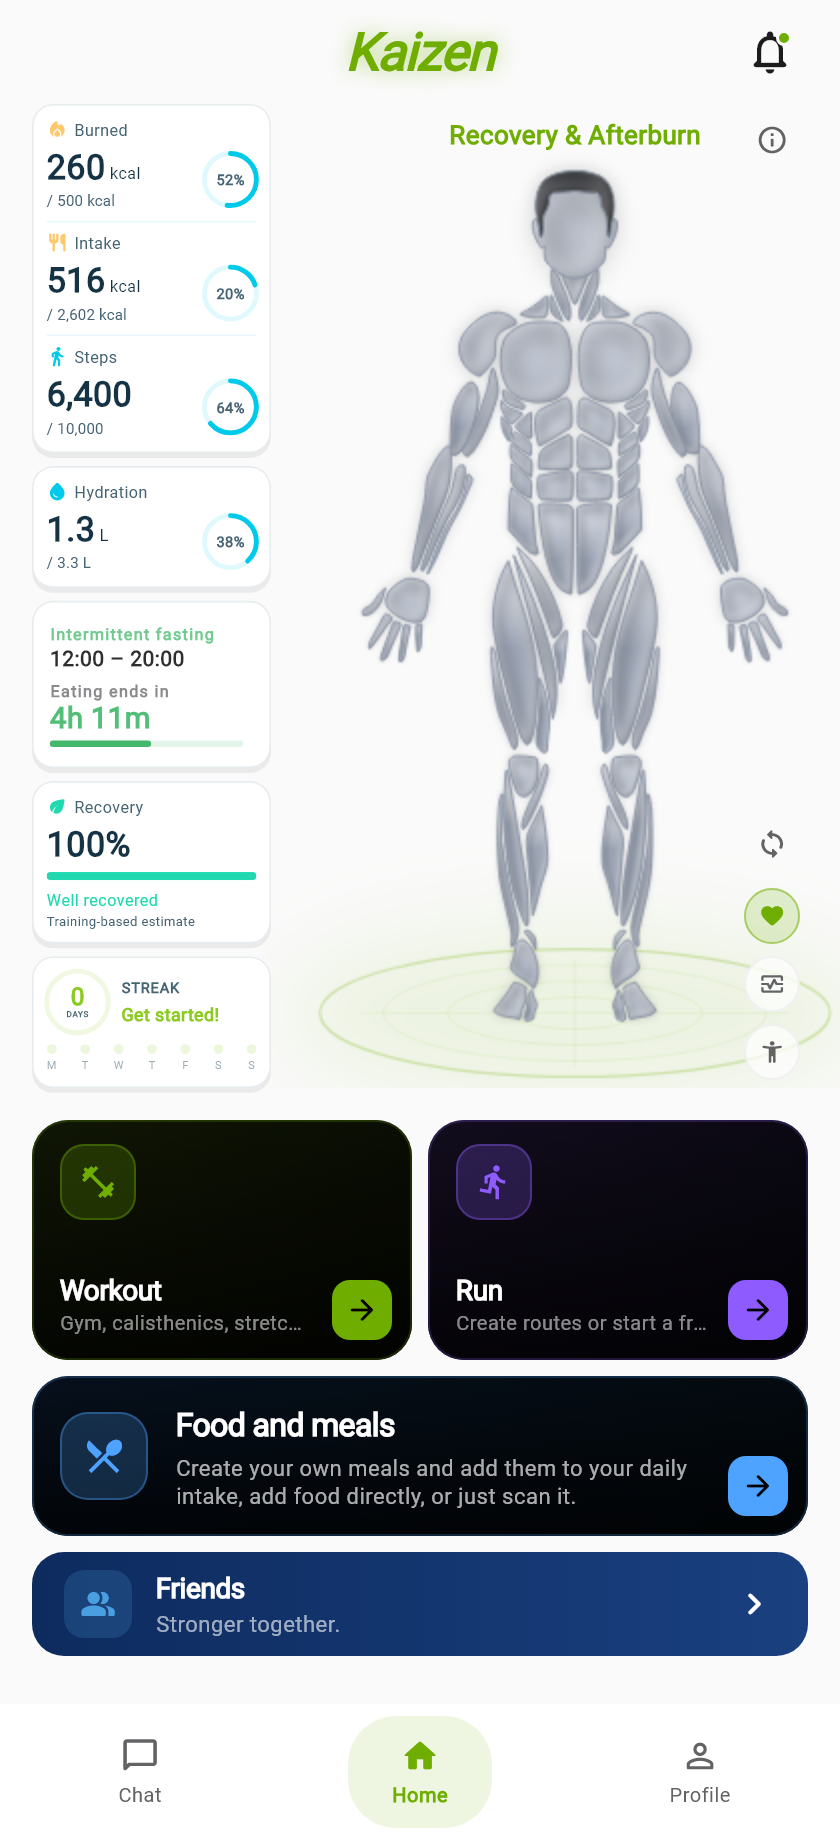 Kaizen
Burned
260 kcal
52%
/ 500 kcal
Intake
516 kcal
20%
/ 2,602 kcal
Steps
6,400
64%
/ 10,000
Hydration
1.3 L
38%
/ 3.3 L
Intermittent fasting
12:00 – 20:00
Eating ends in
4h 11m
Recovery
100%
Well recovered
Training-based estimate
0
DAYS
STREAK
Get started!
M T W T F S S
Recovery & Afterburn
Workout
Gym, calisthenics, stretc...
Run
Create routes or start a fr...
Food and meals
Create your own meals and add them to your daily
intake, add food directly, or just scan it.
Friends
Stronger together.
Chat
Home
Profile